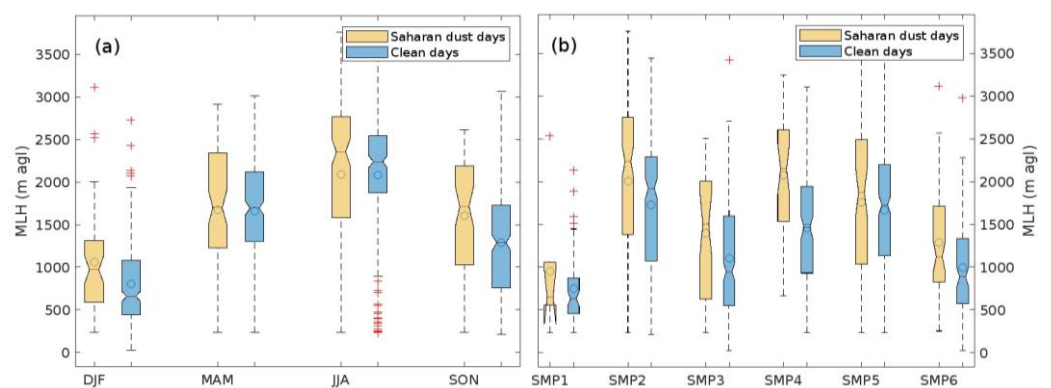 (a)
Saharan dust days
Clean days
MLH (m agl)
3500
3000
2500
2000
1500
1000
500
0
DJF MAM JJA SON
(b)
Saharan dust days
Clean days
3500
3000
2500
2000
1500
1000
500
0
MLH (m agl)
SMP1 SMP2 SMP3 SMP4 SMP5 SMP6